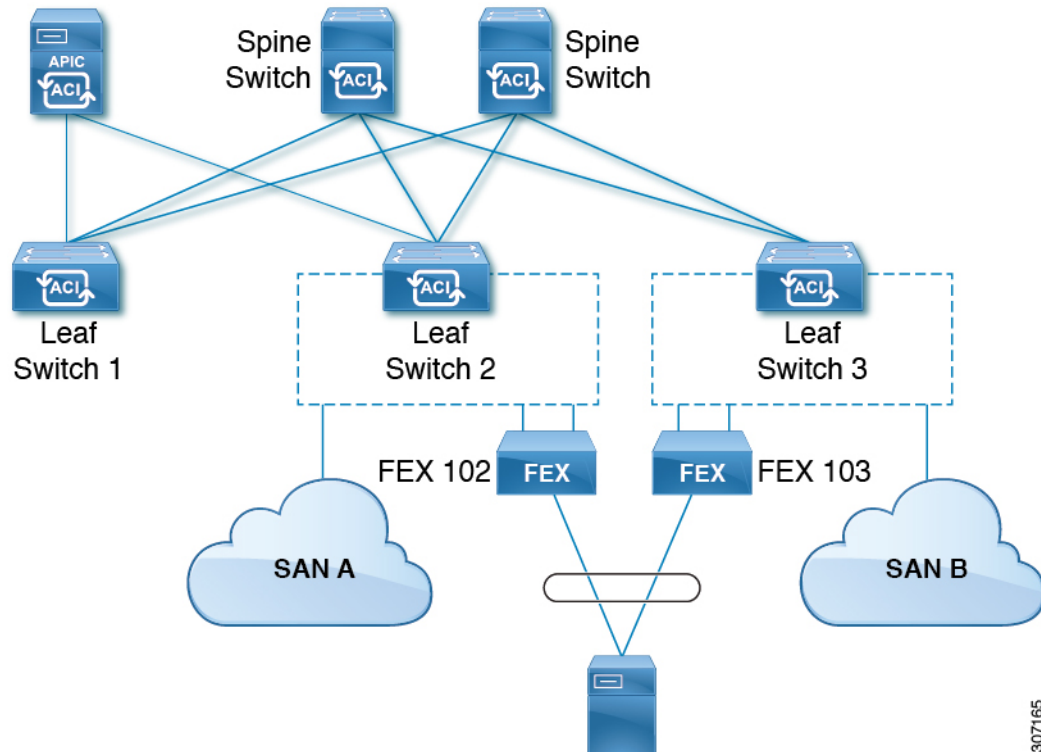 APIC
ACI
Spine
Switch
ACI
ACI
Spine
Switch
ACI
Leaf
Switch 1
ACI
Leaf
Switch 2
ACI
Leaf
Switch 3
FEX 102
FEX
FEX
FEX 103
SAN A
SAN B
307165